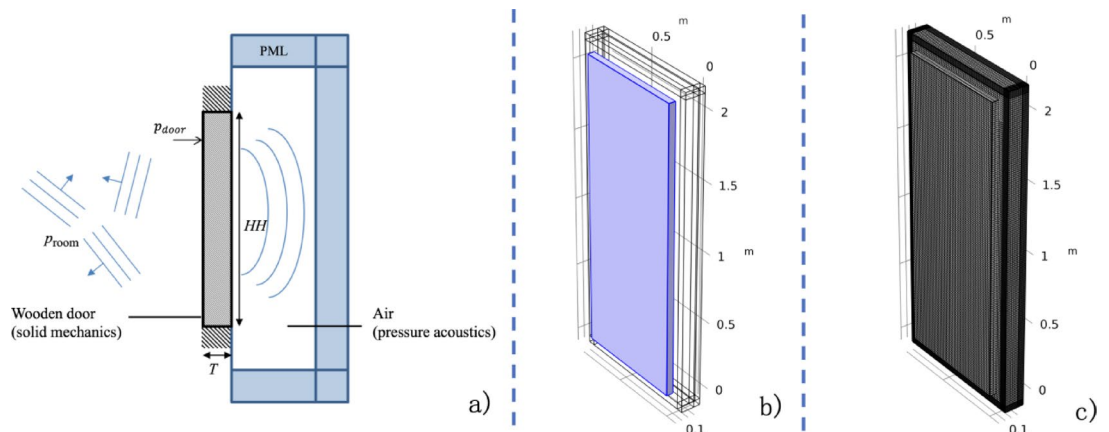 PML
p_door
HH
p_room
Wooden door
(solid mechanics)
Air
(pressure acoustics)
T
a)
m
0.5
0
2
1.5
1
m
0.5
0
0.1
b)
m
0.5
0
2
1.5
1
m
0.5
0
0.1
c)